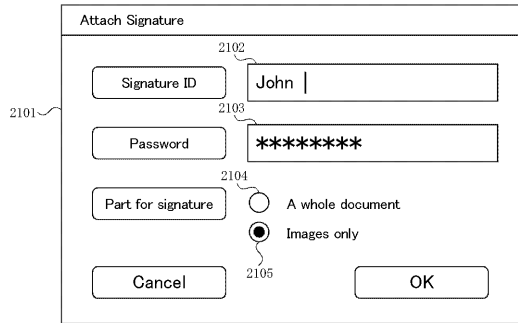 Attach Signature
2102
Signature ID John
2101
2103
Password ********
2104
Part for signature A whole document
Images only
2105
Cancel OK